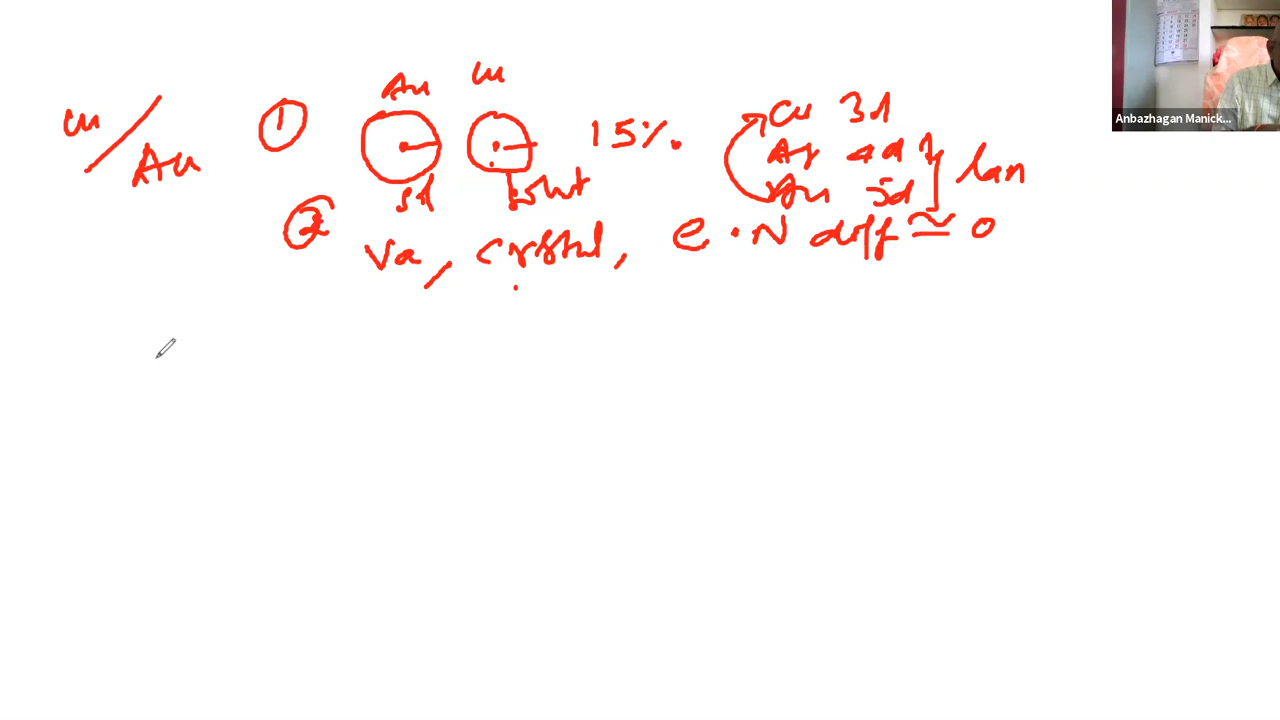 Au Cu
Cu / Au ① 15%. Cu 3d
Ag 4d
Au 5d lan
②
Va, crystal, e.N diff ≅ 0
Anbazhagan Manick...